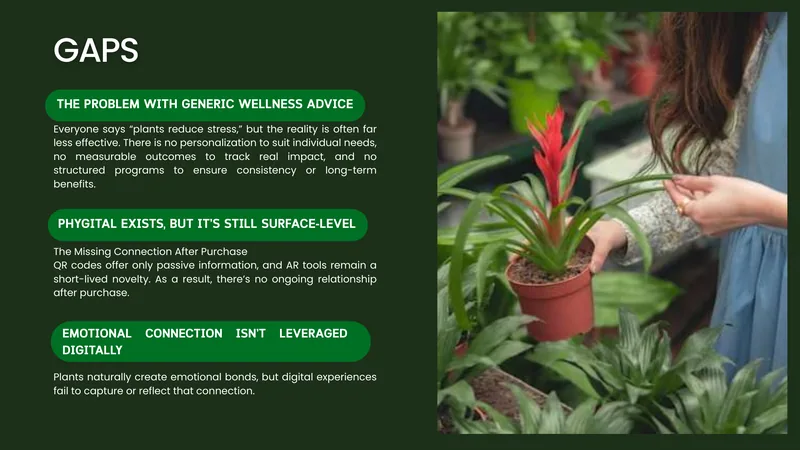 GAPS
THE PROBLEM WITH GENERIC WELLNESS ADVICE
Everyone says “plants reduce stress,” but the reality is often far
less effective. There is no personalization to suit individual needs,
no measurable outcomes to track real impact, and no
structured programs to ensure consistency or long-term
benefits.
PHYGITAL EXISTS, BUT IT’S STILL SURFACE-LEVEL
The Missing Connection After Purchase
QR codes offer only passive information, and AR tools remain a
short-lived novelty. As a result, there’s no ongoing relationship
after purchase.
EMOTIONAL CONNECTION ISN’T LEVERAGED
DIGITALLY
Plants naturally create emotional bonds, but digital experiences
fail to capture or reflect that connection.